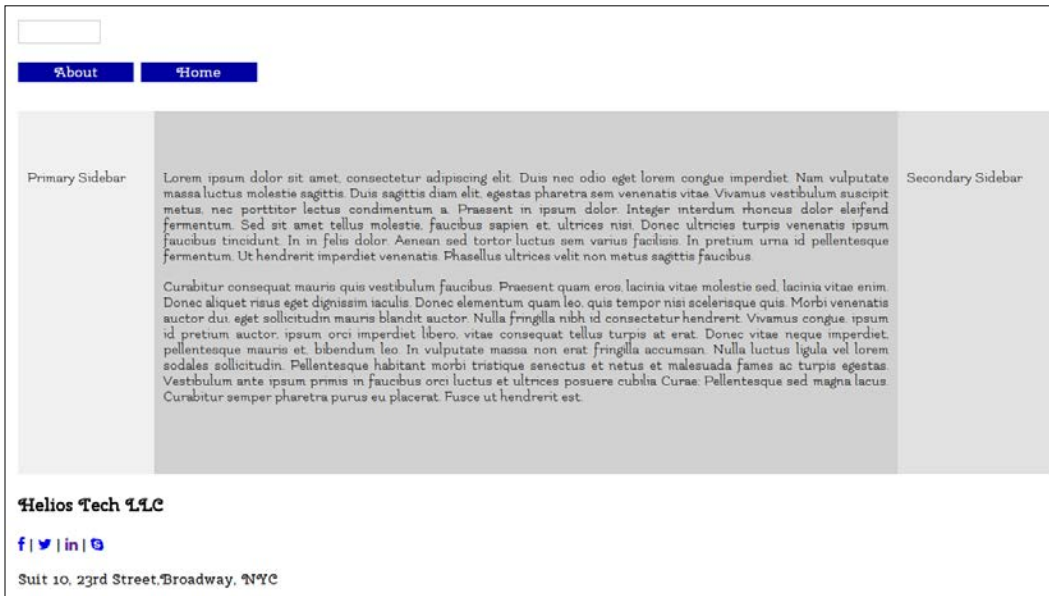 About Home
Primary Sidebar
Lorem ipsum dolor sit amet, consectetur adipiscing elit. Duis nec odio eget lorem congue imperdiet. Nam vulputate
massa luctus molestie sagittis. Duis sagittis diam elit, egestas pharetra sem venenatis vitae. Vivamus vestibulum suscipit
metus, nec porttitor lectus condimentum a. Praesent in ipsum dolor. Integer interdum rhoncus dolor eleifend
fermentum. Sed sit amet tellus molestie, faucibus sapien et, ultrices nisi. Donec ultricies turpis venenatis ipsum
faucibus tincidunt. In in felis dolor. Aenean sed tortor luctus sem varius facilisis. In pretium urna id pellentesque
fermentum. Ut hendrerit imperdiet venenatis. Phasellus ultrices velit non metus sagittis faucibus.
Curabitur consequat mauris quis vestibulum faucibus. Praesent quam eros, lacinia vitae molestie sed, lacinia vitae enim.
Donec aliquet risus eget dignissim iaculis. Donec elementum quam leo, quis tempor nisi scelerisque quis. Morbi venenatis
auctor dui, eget sollicitudin mauris blandit auctor. Nulla fringilla nibh id consectetur hendrerit. Vivamus congue, ipsum
id pretium auctor, ipsum orci imperdiet libero, vitae consequat tellus turpis at erat. Donec vitae neque imperdiet,
pellentesque mauris et, bibendum leo. In vulputate massa non erat fringilla accumsan. Nulla luctus ligula vel lorem
sodales sollicitudin. Pellentesque habitant morbi tristique senectus et netus et malesuada fames ac turpis egestas.
Vestibulum ante ipsum primis in faucibus orci luctus et ultrices posuere cubilia Curae; Pellentesque sed magna lacus.
Curabitur semper pharetra purus eu placerat. Fusce ut hendrerit est.
Secondary Sidebar
Helios Tech LLC
f | | in |
Suit 10, 23rd Street,Broadway, NYC